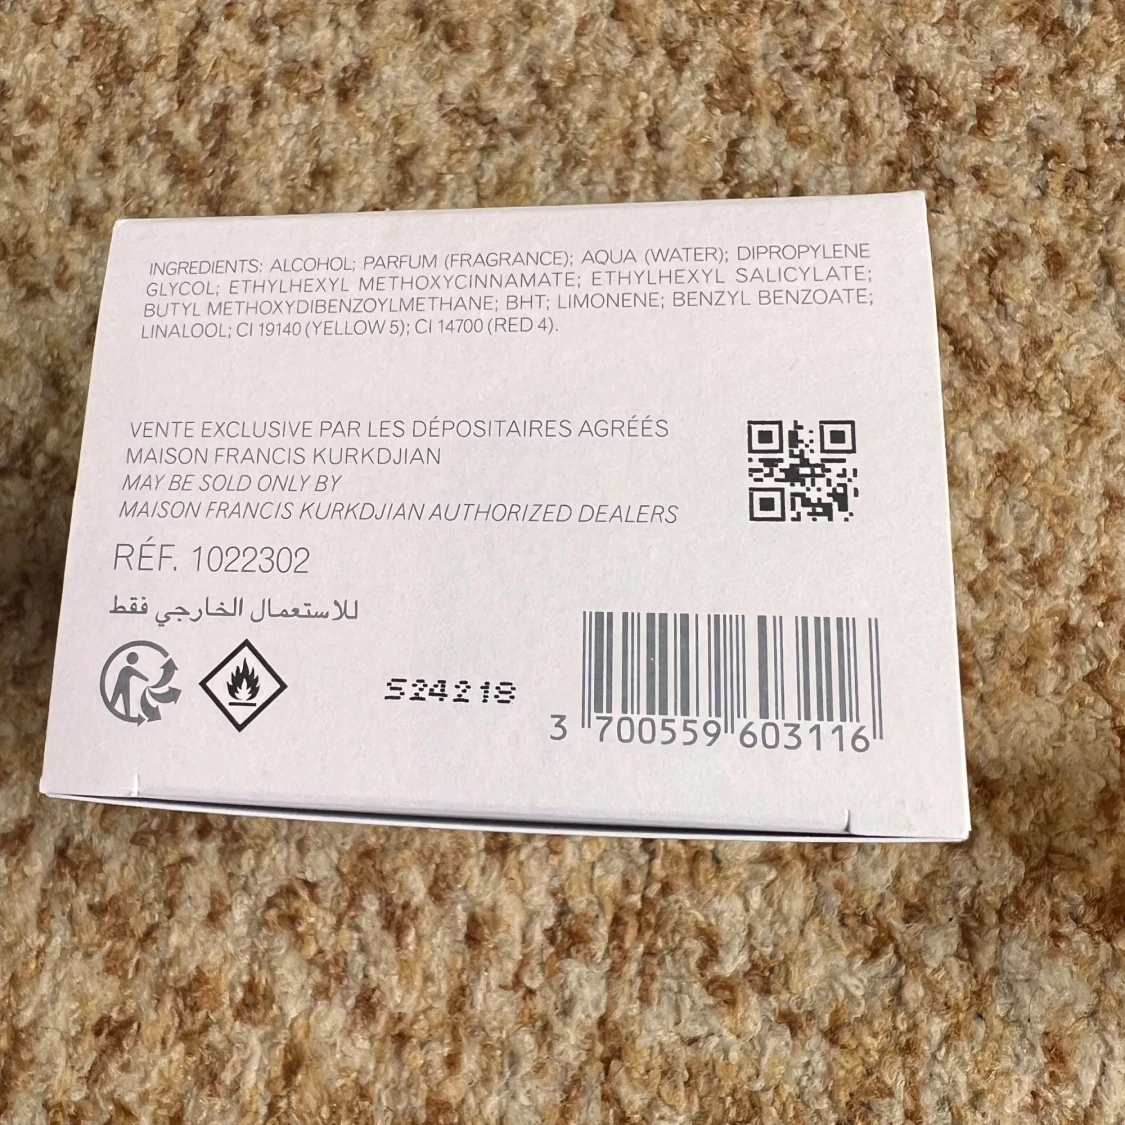 INGREDIENTS: ALCOHOL; PARFUM (FRAGRANCE); AQUA (WATER); DIPROPYLENE
GLYCOL; ETHYLHEXYL METHOXYCINNAMATE; ETHYLHEXYL SALICYLATE;
BUTYL METHOXYDIBENZOYLMETHANE; BHT; LIMONENE; BENZYL BENZOATE;
LINALOOL; CI 19140 (YELLOW 5); CI 14700 (RED 4).
VENTE EXCLUSIVE PAR LES DÉPOSITAIRES AGRÉÉS
MAISON FRANCIS KURKDJIAN
MAY BE SOLD ONLY BY
MAISON FRANCIS KURKDJIAN AUTHORIZED DEALERS
RÉF. 1022302
للاستعمال الخارجي فقط
524218
3 700559 603116